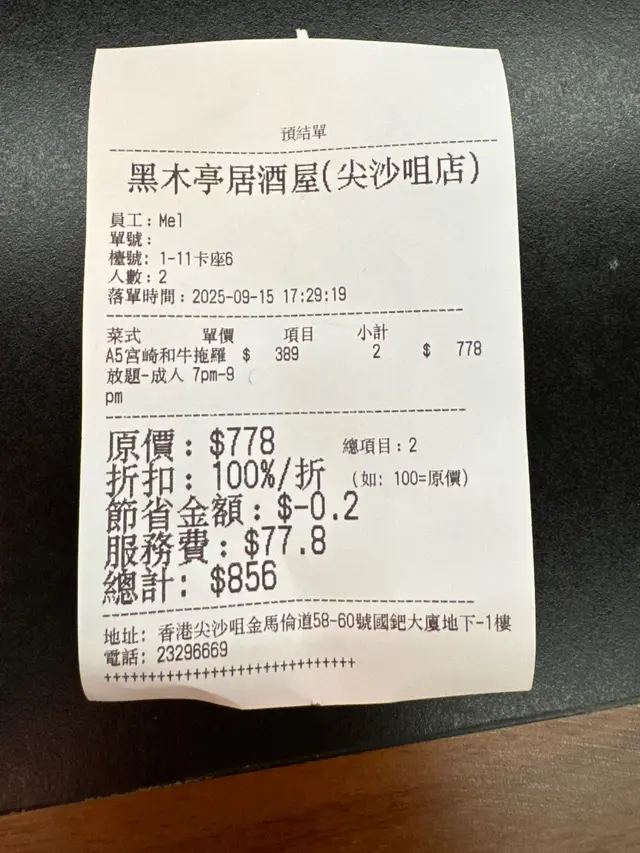 預結單
黑木亭居酒屋(尖沙咀店)
員工: Mel
單號:
檯號: 1-11卡座6
人數: 2
落單時間: 2025-09-15 17:29:19
菜式 單價 項目 小計
A5宮崎和牛拖羅 $ 389 2 $ 778
放題-成人 7pm-9
pm
原價: $778 總項目: 2
折扣: 100%/折 (如: 100=原價)
節省金額: $-0.2
服務費: $77.8
總計: $856
地址: 香港尖沙咀金馬倫道58-60號國鈀大廈地下-1樓
電話: 23296669
++++++++++++++++++++++++++++